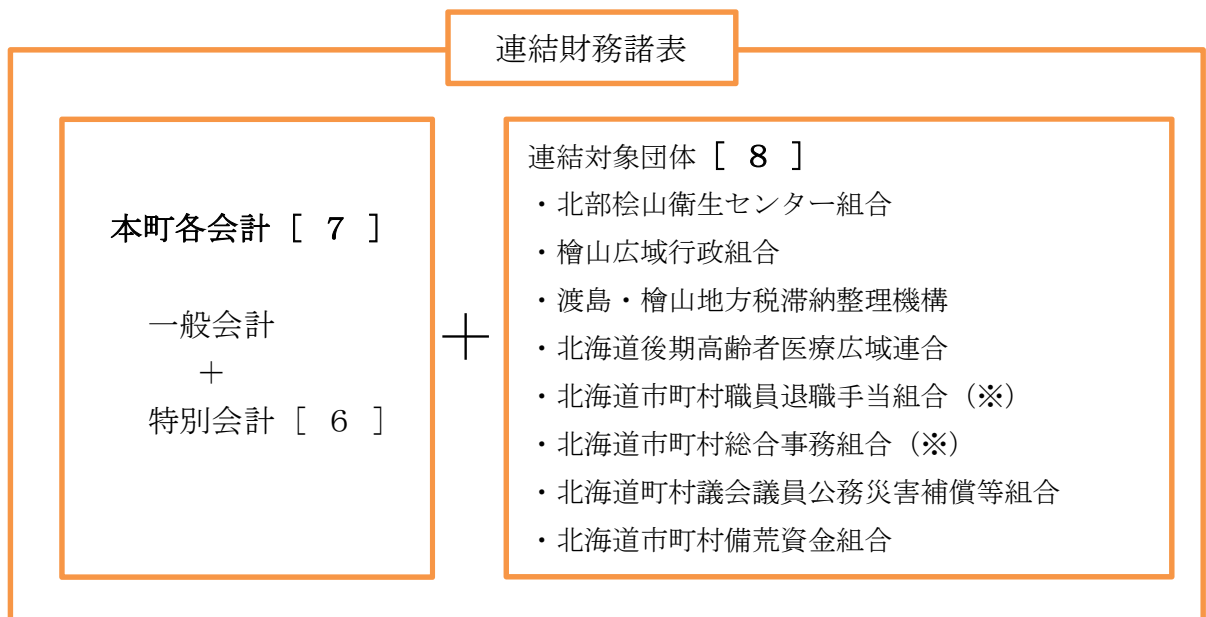 連結財務諸表
本町各会計［ ７ ］
一般会計
＋
特別会計［ ６ ］
＋
連結対象団体［ ８ ］
・北部桧山衛生センター組合
・檜山広域行政組合
・渡島・檜山地方税滞納整理機構
・北海道後期高齢者医療広域連合
・北海道市町村職員退職手当組合（※）
・北海道市町村総合事務組合（※）
・北海道町村議会議員公務災害補償等組合
・北海道市町村備荒資金組合